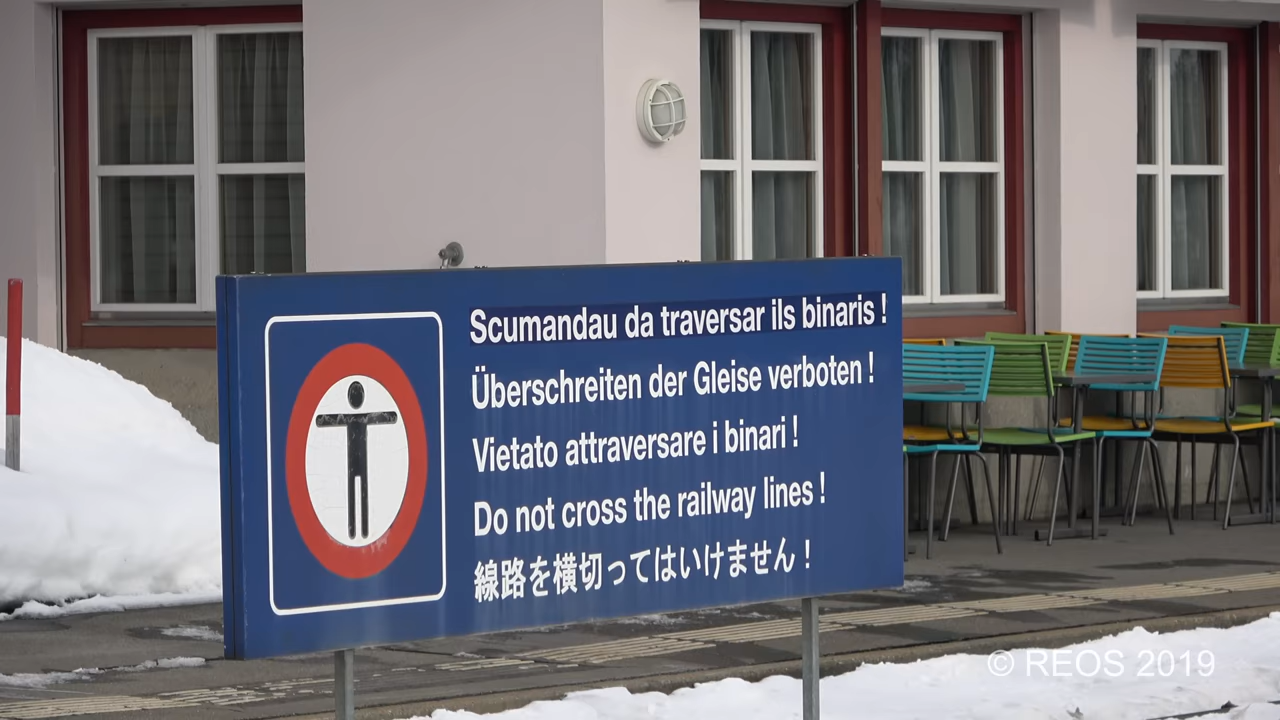 Scumandau da traversar ils binaris !
Überschreiten der Gleise verboten !
Vietato attraversare i binari !
Do not cross the railway lines !
線路を横切ってはいけません !
© REOS 2019